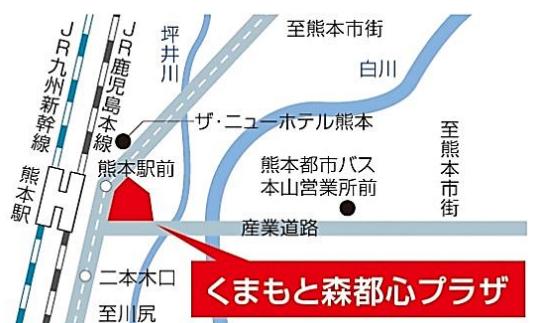 至熊本市街
坪井川
白川
JR鹿児島本線
JR九州新幹線
ザ・ニューホテル熊本
至熊本市街
熊本駅前
熊本都市バス
本山営業所前
熊本駅
産業道路
二本木口
くまもと森都心プラザ
至川尻